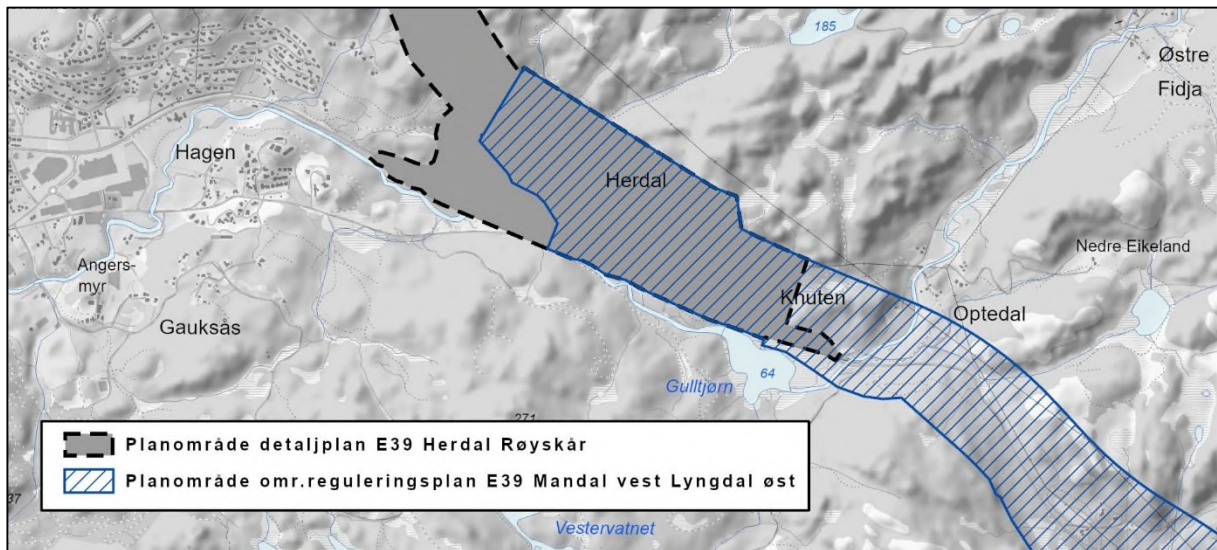 185
Østre
Fidja
Hagen
Herdal
Nedre Eikeland
Angers-
myr
Knuten
Optedal
Gauksås
64
Gulltjørn
271
Planområde detaljplan E39 Herdal Røyskår
Planområde omr.reguleringsplan E39 Mandal vest Lyngdal øst
37
Vestervatnet